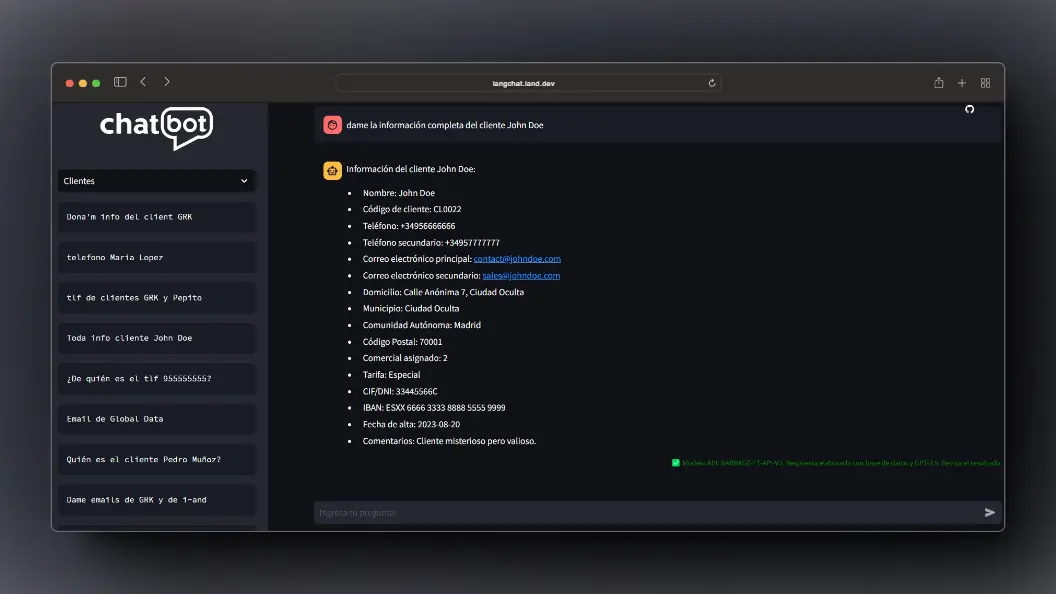 langchat.land.dev
chatbot
Clientes
Dona'm info del client GRK
telefono Maria Lopez
tlf de clientes GRK y Pepito
Toda info cliente John Doe
¿De quién es el tlf 955555555?
Email de Global Data
Quién es el cliente Pedro Muñoz?
Dame emails de GRK y de i-and
dame la información completa del cliente John Doe
Información del cliente John Doe:
• Nombre: John Doe
• Código de cliente: CL0022
• Teléfono: +34956666666
• Teléfono secundario: +34957777777
• Correo electrónico principal: contact@johndoe.com
• Correo electrónico secundario: sales@johndoe.com
• Domicilio: Calle Anónima 7, Ciudad Oculta
• Municipio: Ciudad Oculta
• Comunidad Autónoma: Madrid
• Código Postal: 70001
• Comercial asignado: 2
• Tarifa: Especial
• CIF/DNI: 33445566C
• IBAN: ESXX 6666 3333 8888 5555 9999
• Fecha de alta: 2023-08-20
• Comentarios: Cliente misterioso pero valioso.
Modelo API: BABBAGE-TT-API-V3. Respuesta elaborada con base de datos y GPT-3.5. Revisa el resultado
Ingresa tu pregunta: